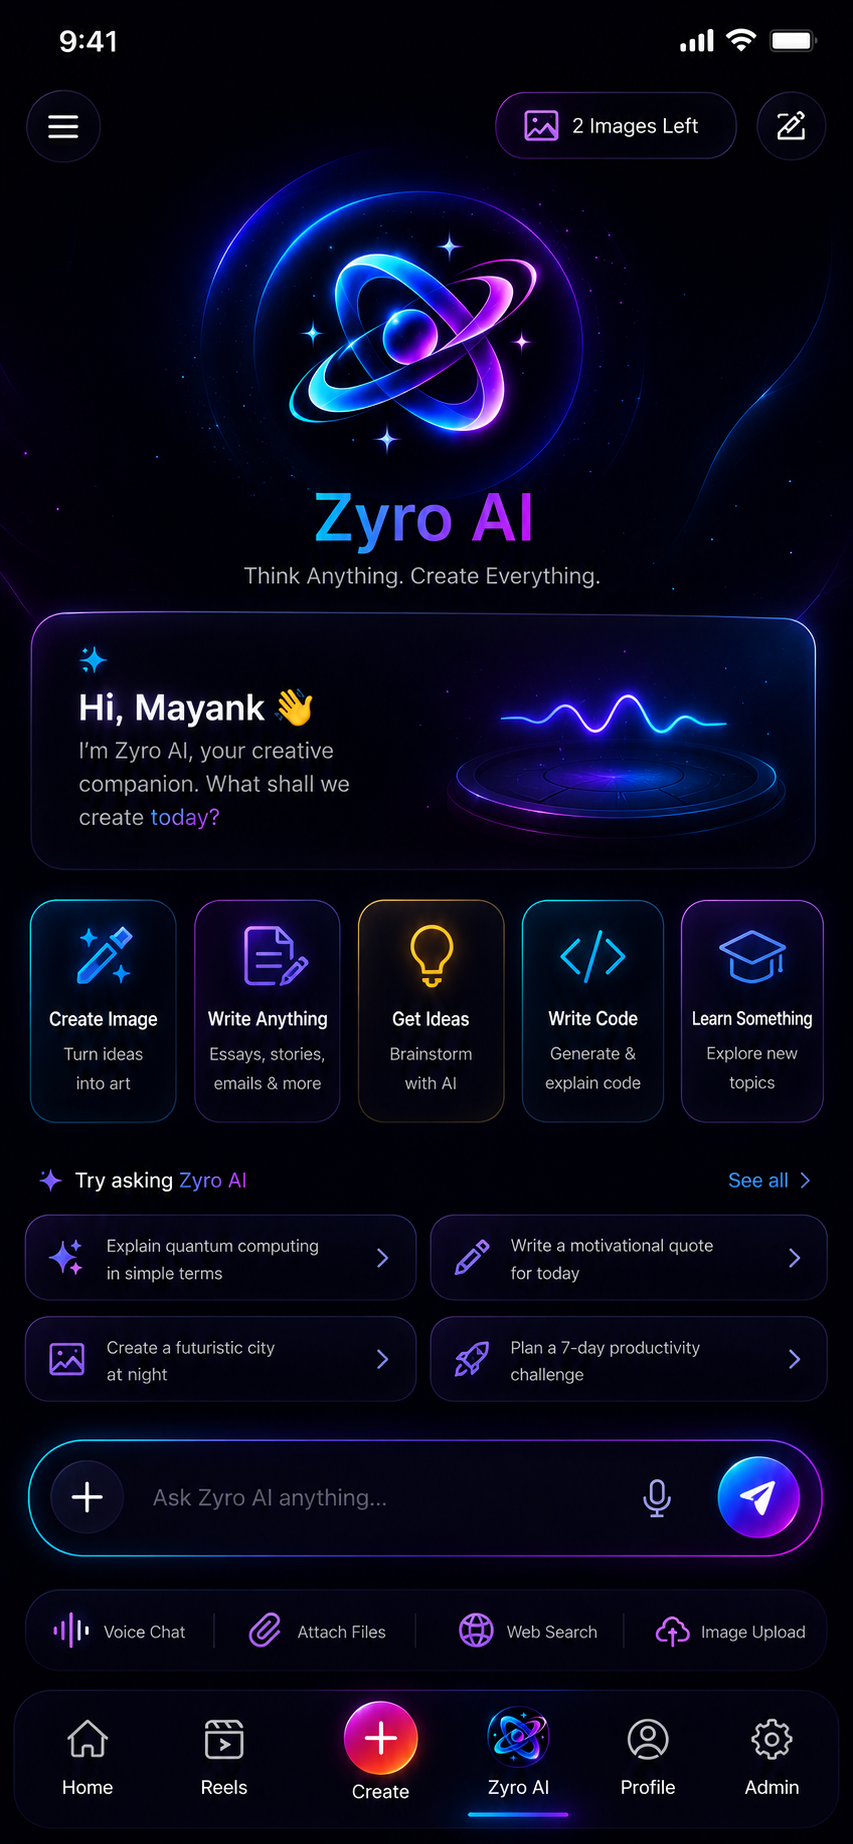 9:41
2 Images Left
Zyro AI
Think Anything. Create Everything.
Hi, Mayank 👋
I'm Zyro AI, your creative
companion. What shall we
create today?
Create Image
Turn ideas
into art
Write Anything
Essays, stories,
emails & more
Get Ideas
Brainstorm
with AI
Write Code
Generate &
explain code
Learn Something
Explore new
topics
Try asking Zyro AI
See all
Explain quantum computing
in simple terms
Write a motivational quote
for today
Create a futuristic city
at night
Plan a 7-day productivity
challenge
Ask Zyro AI anything...
Voice Chat
Attach Files
Web Search
Image Upload
Home
Reels
Create
Zyro AI
Profile
Admin